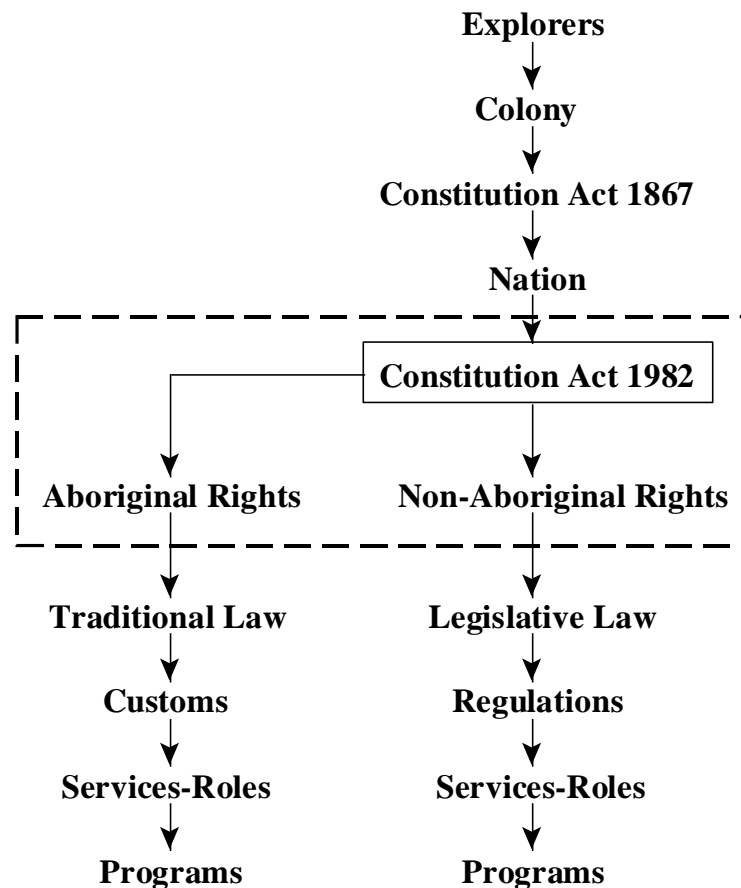 Explorers
Colony
Constitution Act 1867
Nation
Constitution Act 1982
Aboriginal Rights
Non-Aboriginal Rights
Traditional Law
Legislative Law
Customs
Regulations
Services-Roles
Services-Roles
Programs
Programs